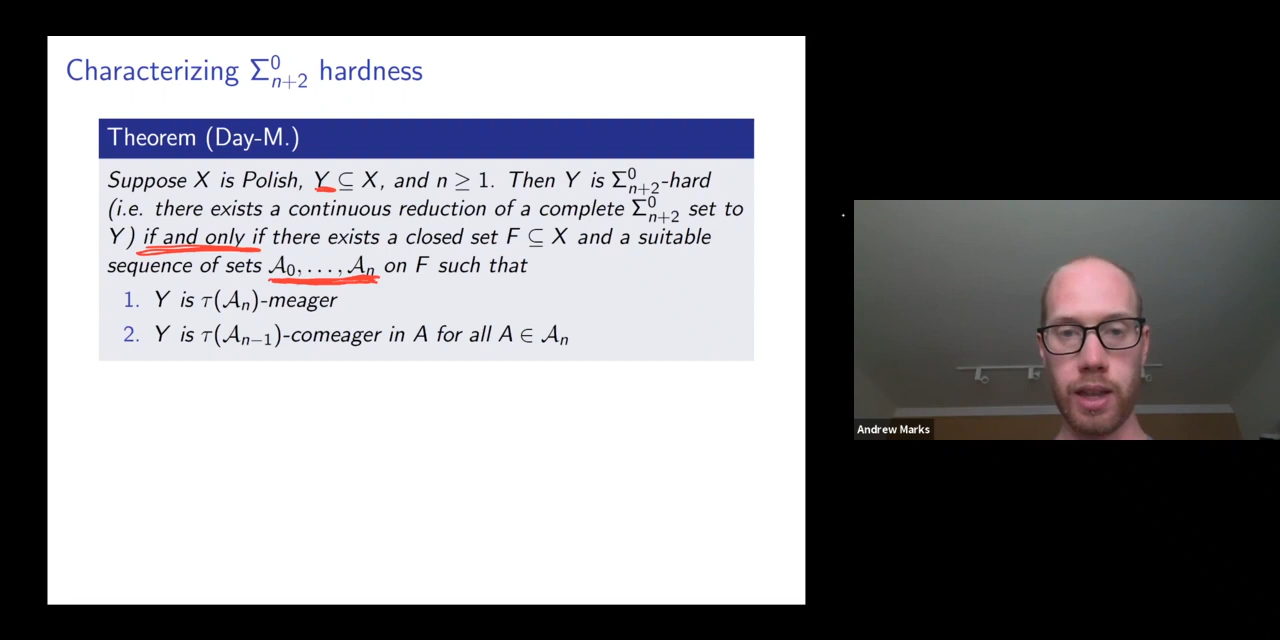 Characterizing Σ⁰ₙ₊₂ hardness
Theorem (Day-M.)
Suppose X is Polish, Y ⊆ X, and n ≥ 1. Then Y is Σ⁰ₙ₊₂-hard
(i.e. there exists a continuous reduction of a complete Σ⁰ₙ₊₂ set to
Y) if and only if there exists a closed set F ⊆ X and a suitable
sequence of sets 𝒜₀, . . . , 𝒜ₙ on F such that
1. Y is τ(𝒜ₙ)-meager
2. Y is τ(𝒜ₙ₋₁)-comeager in A for all A ∈ 𝒜ₙ
Andrew Marks